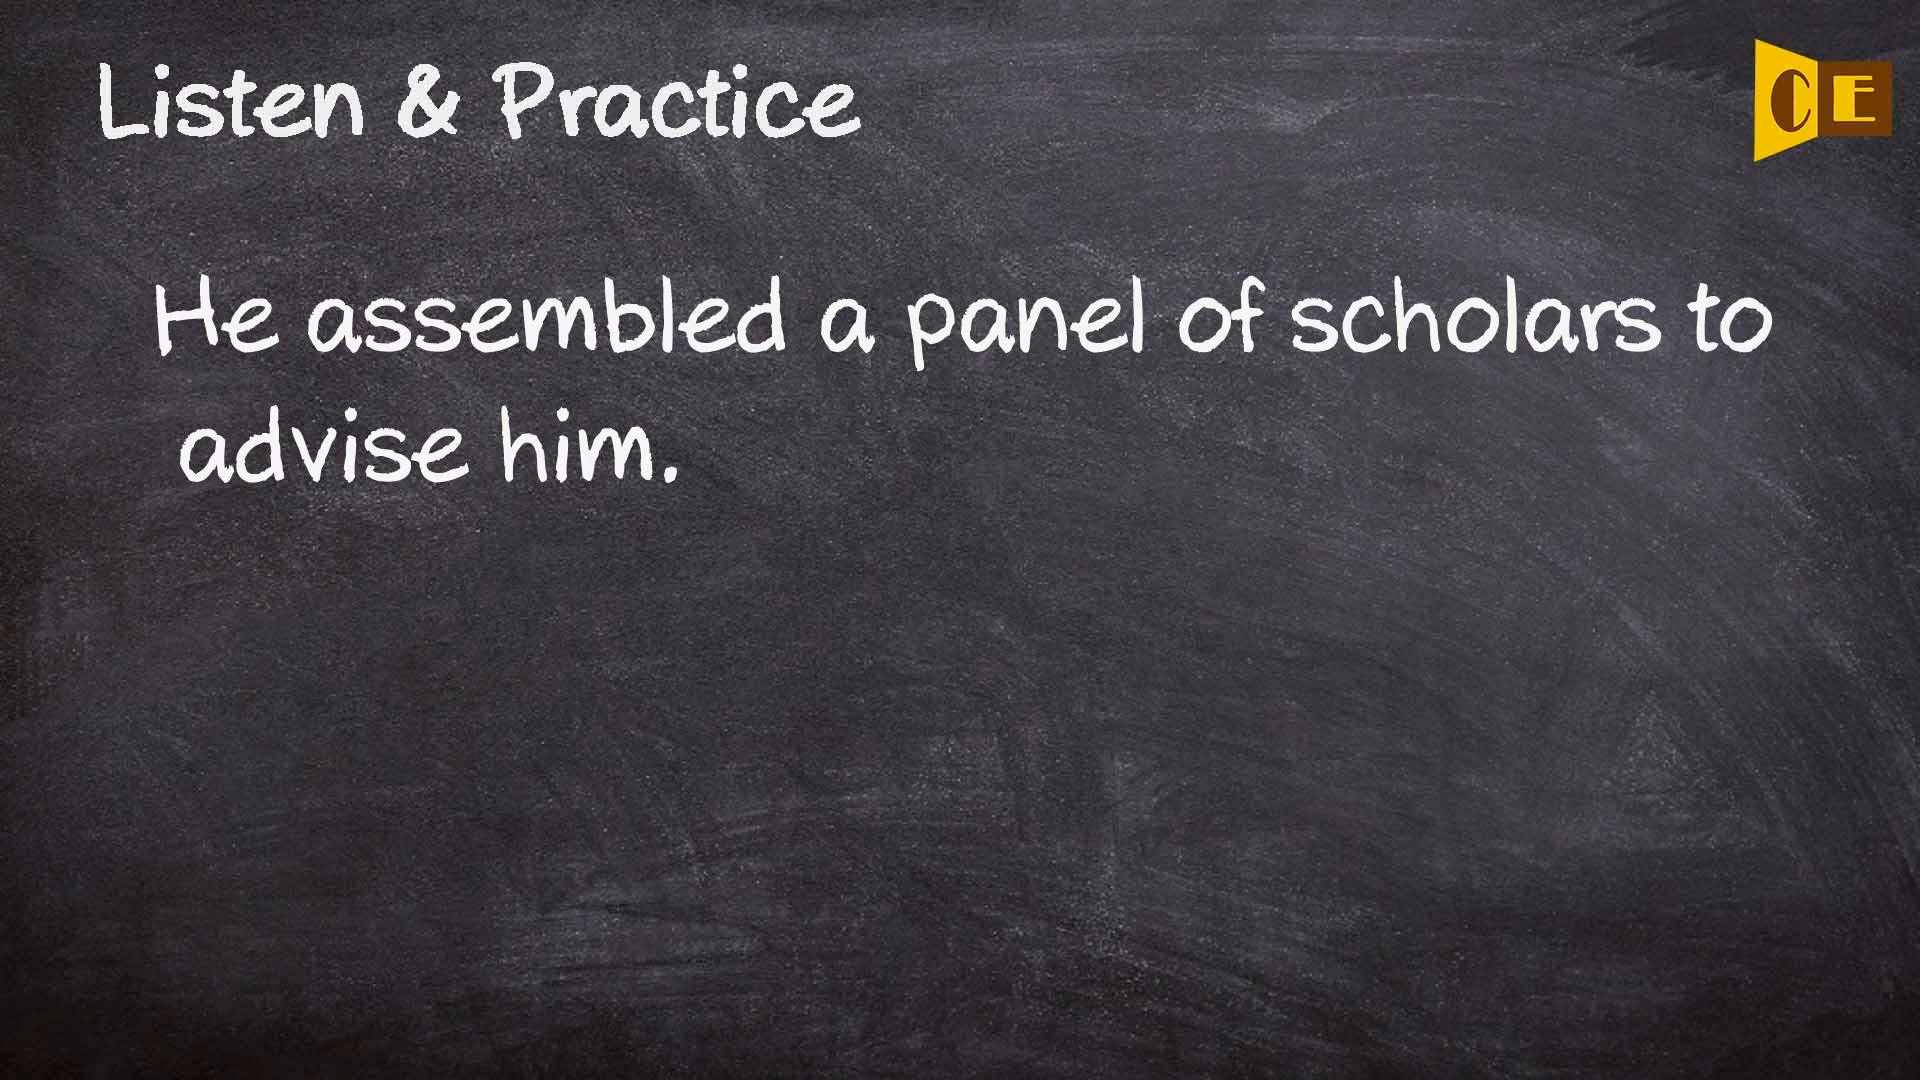 Listen & Practice
CE
He assembled a panel of scholars to
advise him.